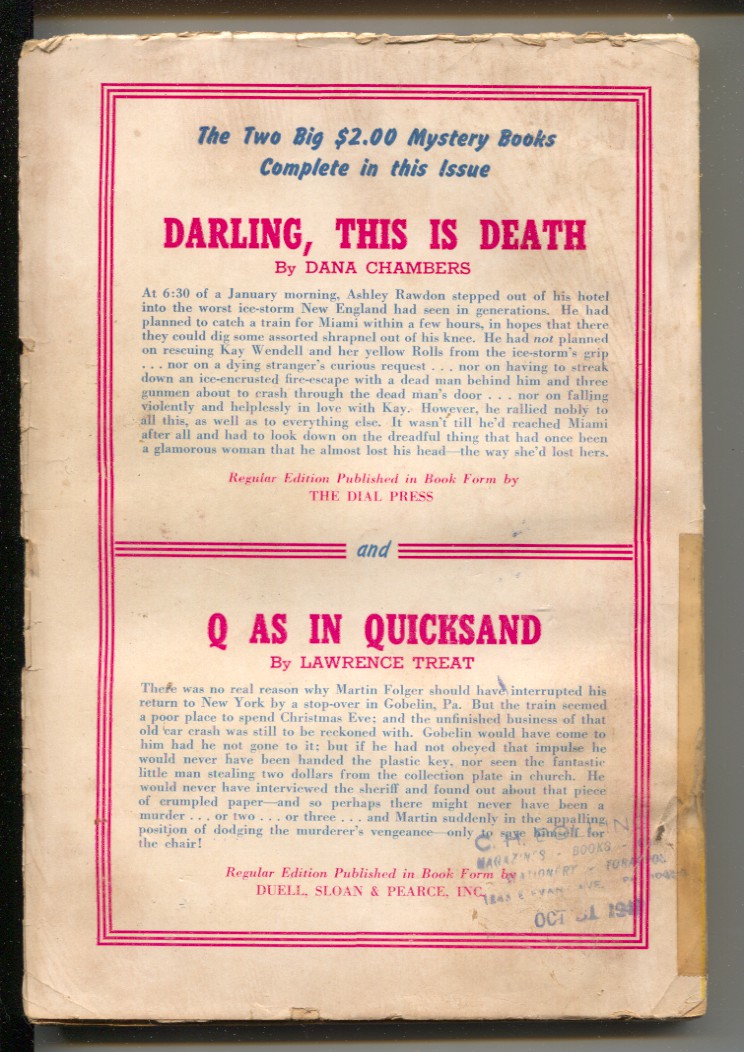 The Two Big $2.00 Mystery Books
Complete in this Issue
DARLING, THIS IS DEATH
By DANA CHAMBERS
At 6:30 of a January morning, Ashley Rawdon stepped out of his hotel
into the worst ice-storm New England had seen in generations. He had
planned to catch a train for Miami within a few hours, in hopes that there
they could dig some assorted shrapnel out of his knee. He had not planned
on rescuing Kay Wendell and her yellow Rolls from the ice-storm's grip
. . . nor on a dying stranger's curious request . . . nor on having to streak
down an ice-encrusted fire-escape with a dead man behind him and three
gunmen about to crash through the dead man's door . . . nor on falling
violently and helplessly in love with Kay. However, he rallied nobly to
all this, as well as to everything else. It wasn't till he'd reached Miami
after all and had to look down on the dreadful thing that had once been
a glamorous woman that he almost lost his head—the way she'd lost hers.
Regular Edition Published in Book Form by
THE DIAL PRESS
and
Q AS IN QUICKSAND
By LAWRENCE TREAT
There was no real reason why Martin Folger should have interrupted his
return to New York by a stop-over in Gobelin, Pa. But the train seemed
a poor place to spend Christmas Eve; and the unfinished business of that
old car crash was still to be reckoned with. Gobelin would have come to
him had he not gone to it; but if he had not obeyed that impulse he
would never have been handed the plastic key, nor seen the fantastic
little man stealing two dollars from the collection plate in church. He
would never have interviewed the sheriff and found out about that piece
of crumpled paper—and so perhaps there might never have been a
murder . . . or two . . . or three . . . and Martin suddenly in the appalling
position of dodging the murderer's vengeance—only to save himself for
the chair!
Regular Edition Published in Book Form by
DUELL, SLOAN & PEARCE, INC.
BOOKS
OCT